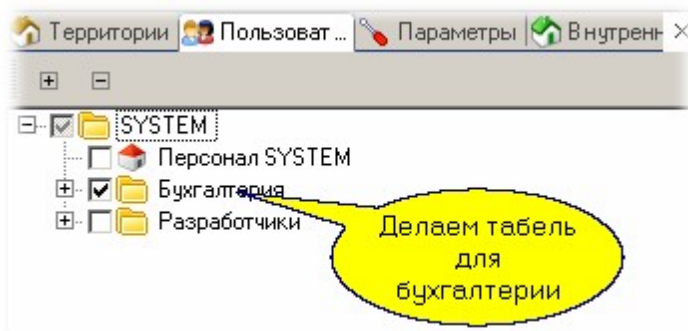 Территории Пользоват... Параметры Внутренн
SYSTEM
Персонал SYSTEM
Бухгалтерия
Разработчики
Делаем табель
для
бухгалтерии